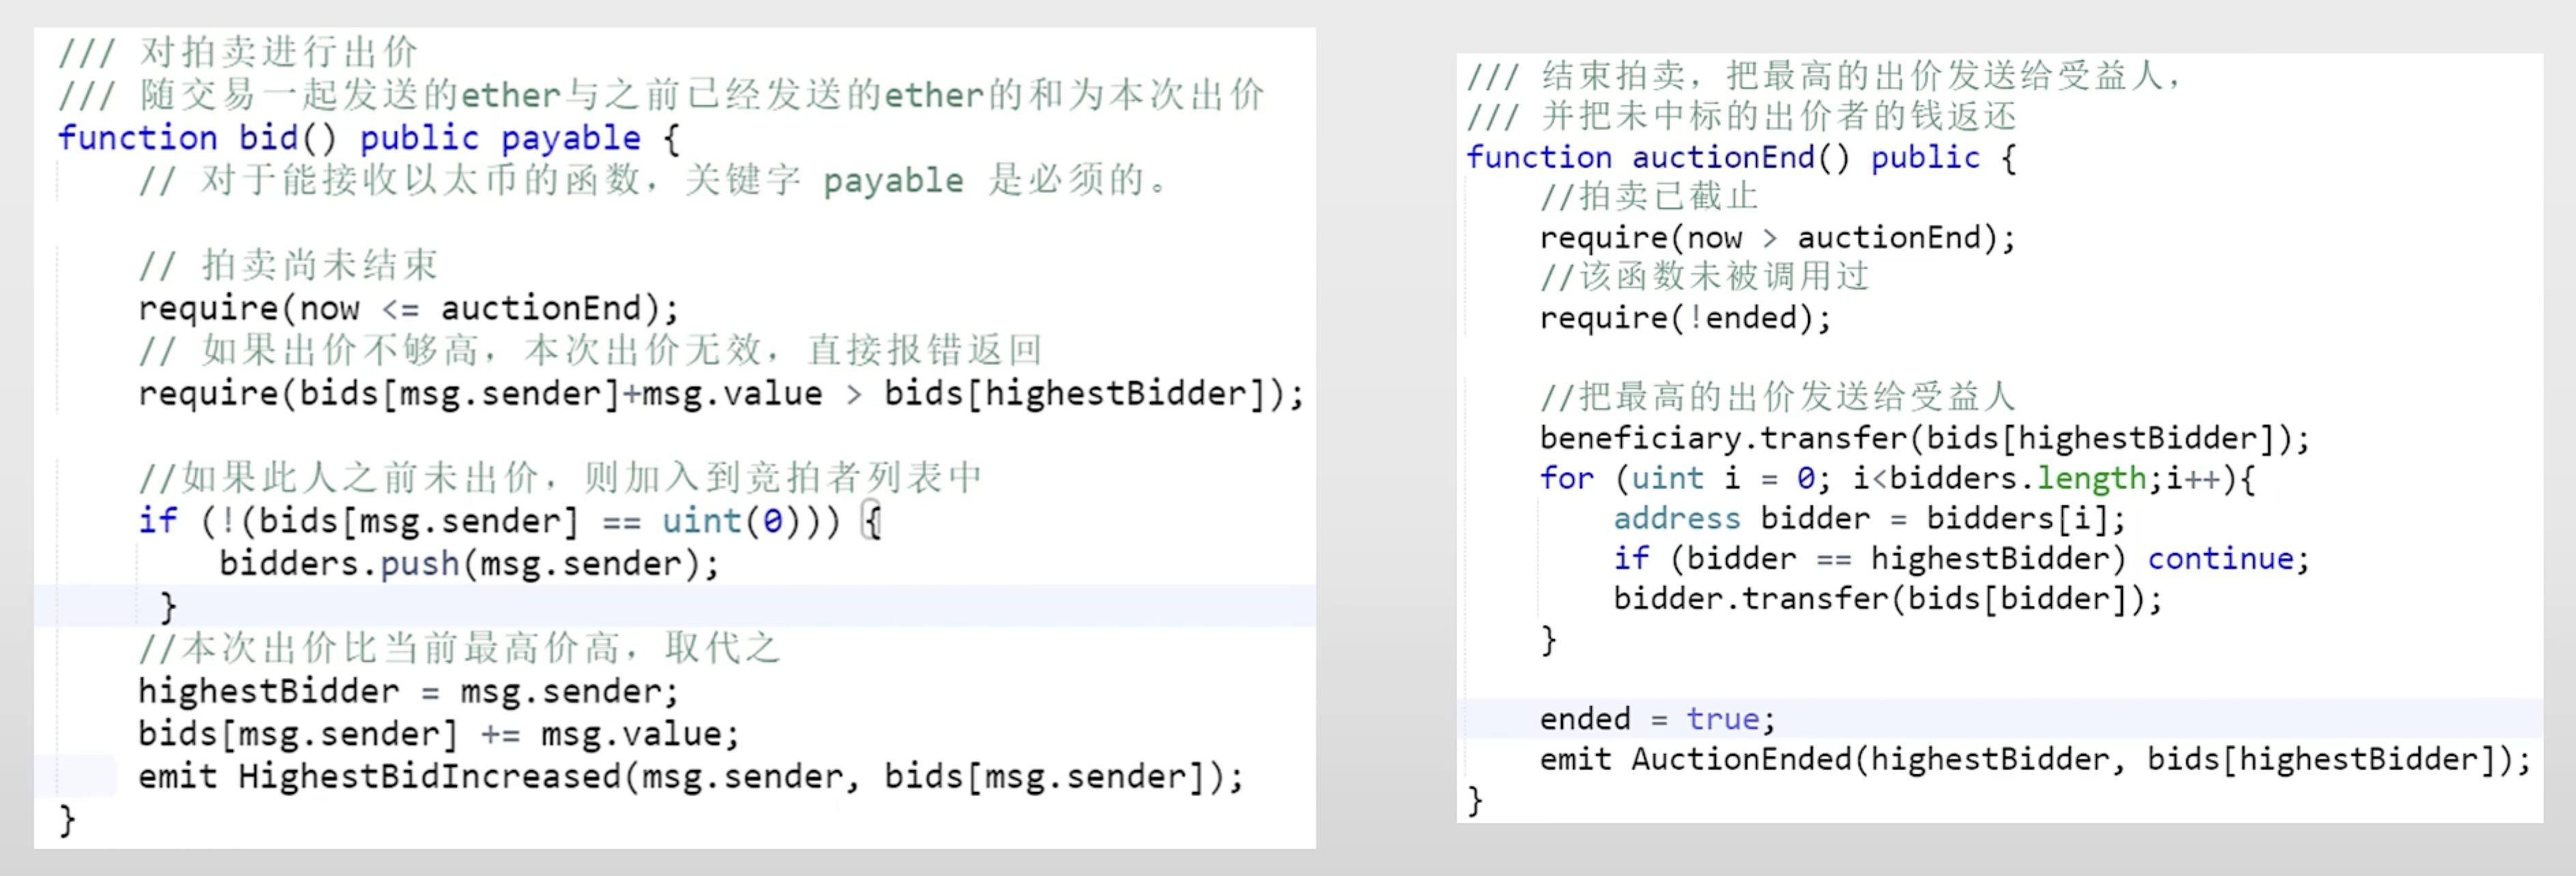 /// 对拍卖进行出价
/// 随交易一起发送的ether与之前已经发送的ether的和为本次出价
function bid() public payable {
// 对于能接收以太币的函数，关键字 payable 是必须的。
// 拍卖尚未结束
require(now <= auctionEnd);
// 如果出价不够高，本次出价无效，直接报错返回
require(bids[msg.sender]+msg.value > bids[highestBidder]);
//如果此人之前未出价，则加入到竞拍者列表中
if (!(bids[msg.sender] == uint(0))) {
bidders.push(msg.sender);
}
//本次出价比当前最高价高，取代之
highestBidder = msg.sender;
bids[msg.sender] += msg.value;
emit HighestBidIncreased(msg.sender, bids[msg.sender]);
}
/// 结束拍卖，把最高的出价发送给受益人，
/// 并把未中标的出价者的钱返还
function auctionEnd() public {
//拍卖已截止
require(now > auctionEnd);
//该函数未被调用过
require(!ended);
//把最高的出价发送给受益人
beneficiary.transfer(bids[highestBidder]);
for (uint i = 0; i<bidders.length;i++){
address bidder = bidders[i];
if (bidder == highestBidder) continue;
bidder.transfer(bids[bidder]);
}
ended = true;
emit AuctionEnded(highestBidder, bids[highestBidder]);
}